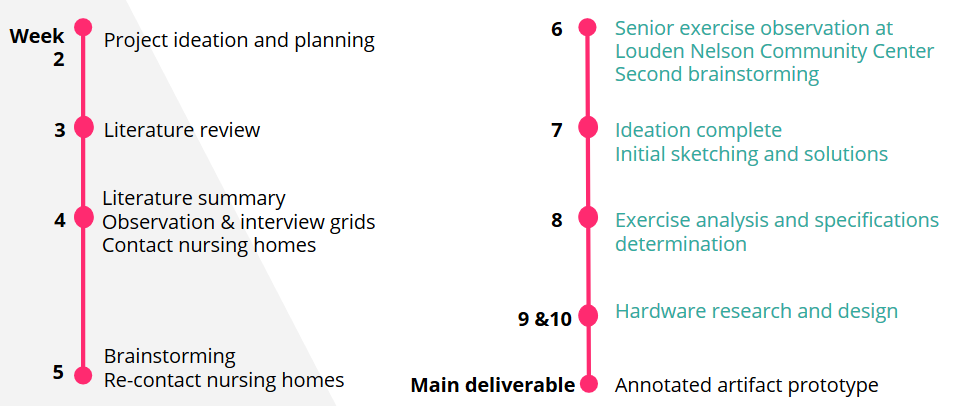 Week
2
Project ideation and planning
3
Literature review
4
Literature summary
Observation & interview grids
Contact nursing homes
5
Brainstorming
Re-contact nursing homes
6
Senior exercise observation at
Louden Nelson Community Center
Second brainstorming
7
Ideation complete
Initial sketching and solutions
8
Exercise analysis and specifications
determination
9 &10
Hardware research and design
Main deliverable
Annotated artifact prototype